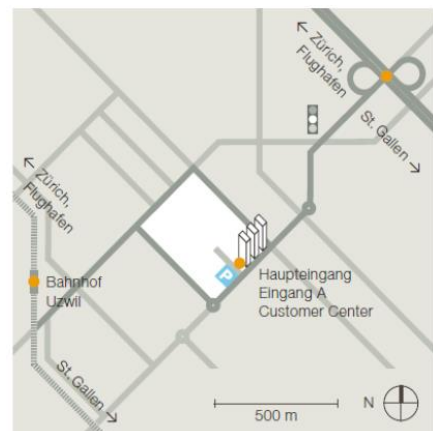 Zürich,
Flughafen
St. Gallen
Zürich,
Flughafen
Bahnhof
Uzwil
P
Haupteingang
Eingang A
Customer Center
St. Gallen
500 m
N